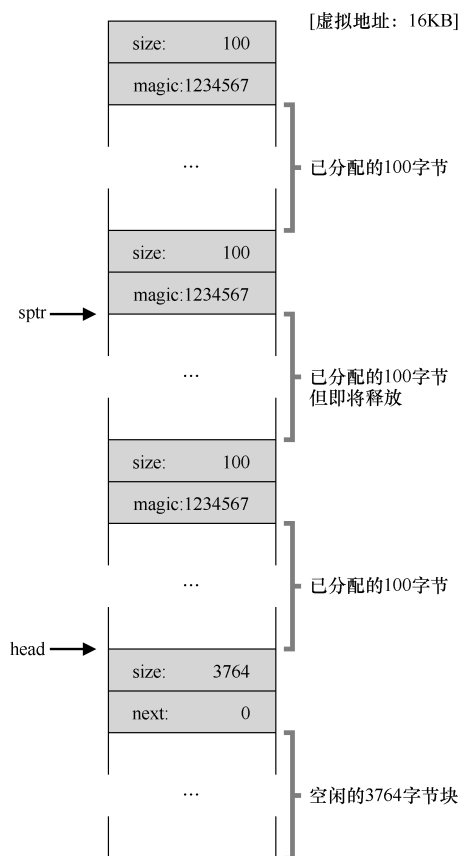 [虚拟地址：16KB]
size: 100
magic:1234567
...
已分配的100字节
size: 100
magic:1234567
sptr
...
已分配的100字节
但即将释放
size: 100
magic:1234567
...
已分配的100字节
head
size: 3764
next: 0
...
空闲的3764字节块